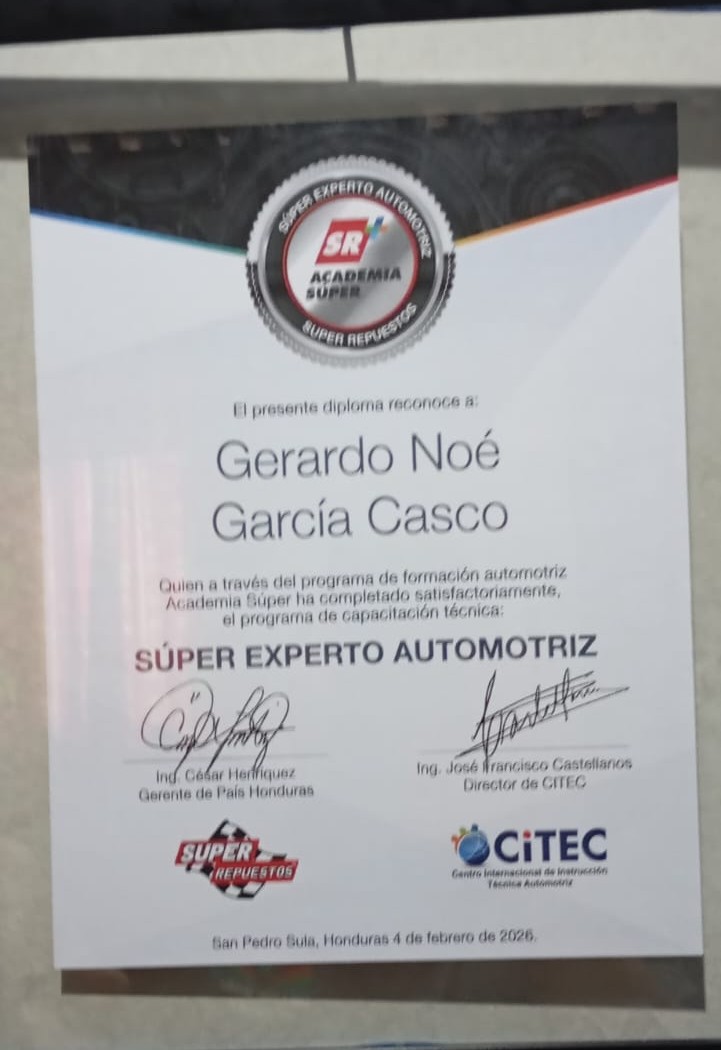 SÚPER EXPERTO AUTOMOTRIZ
SR
ACADEMIA
SÚPER
SUPER REPUESTOS
El presente diploma reconoce a:
Gerardo Noé
García Casco
Quien a través del programa de formación automotriz
Academia Súper ha completado satisfactoriamente,
el programa de capacitación técnica:
SÚPER EXPERTO AUTOMOTRIZ
Ing. César Henríquez
Gerente de País Honduras
Ing. José Francisco Castellanos
Director de CITEC
SUPER
REPUESTOS
CiTEC
Centro Internacional de Instrucción
Técnica Automotriz
San Pedro Sula, Honduras 4 de febrero de 2026.